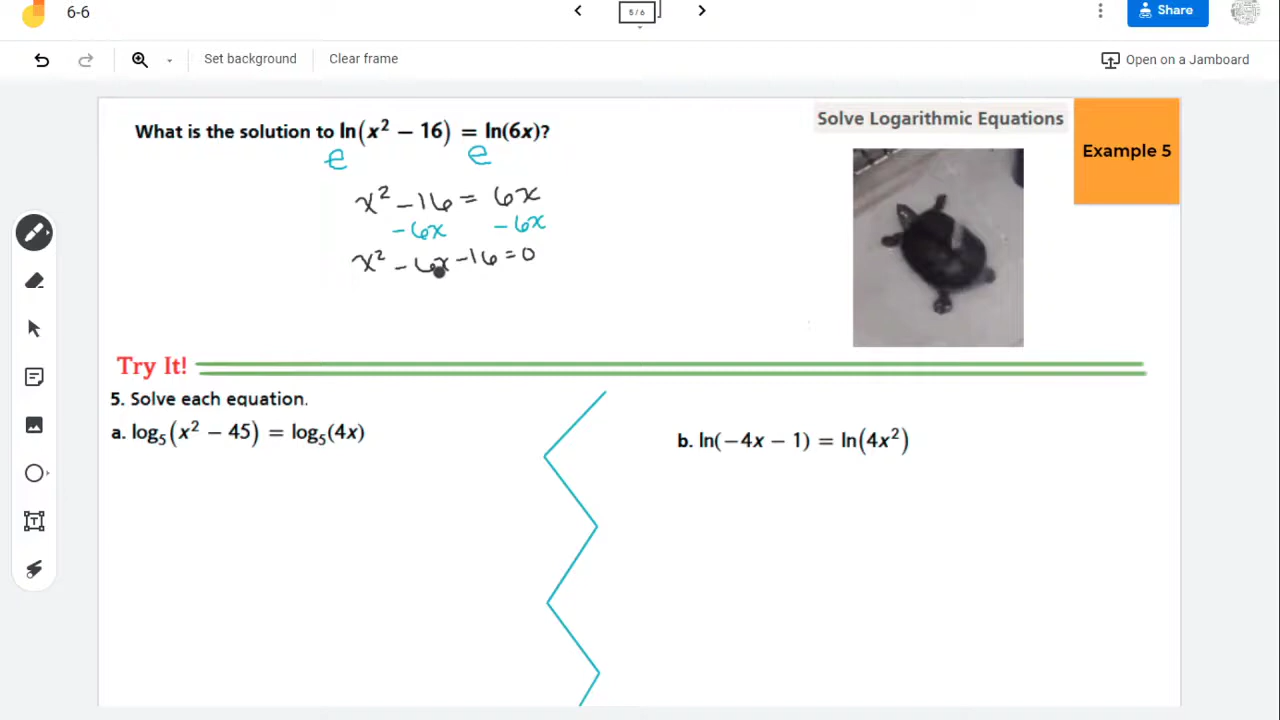 6-6
5 / 6
Share
Set background
Clear frame
Open on a Jamboard
What is the solution to ln(x² − 16) = ln(6x)?
e e
Solve Logarithmic Equations
Example 5
x² − 16 = 6x
− 6x − 6x
x² − 6x − 16 = 0
Try It!
5. Solve each equation.
a. log₅(x² − 45) = log₅(4x)
b. ln(−4x − 1) = ln(4x²)